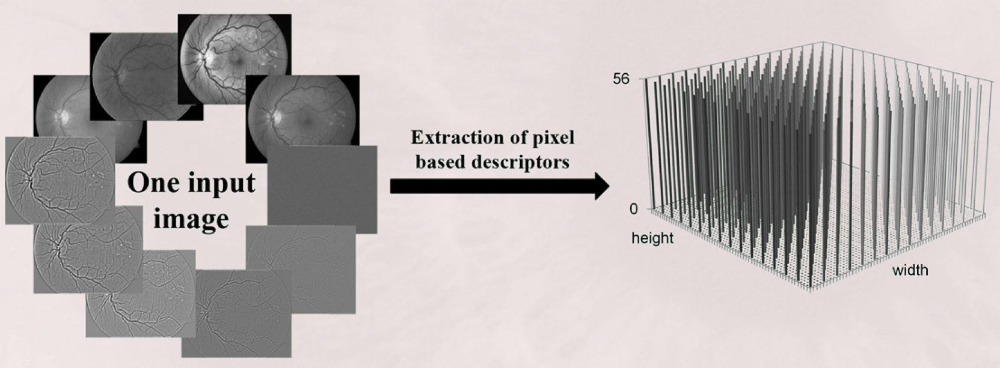 One input
image
Extraction of pixel
based descriptors
56
0
height
width